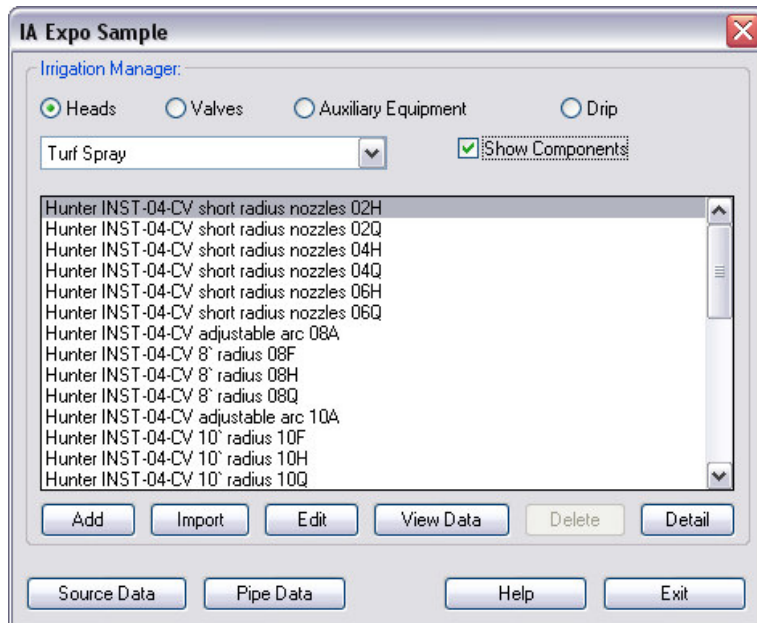 IA Expo Sample
Irrigation Manager:
Heads Valves Auxiliary Equipment Drip
Turf Spray Show Components
Hunter INST-04-CV short radius nozzles 02H
Hunter INST-04-CV short radius nozzles 02Q
Hunter INST-04-CV short radius nozzles 04H
Hunter INST-04-CV short radius nozzles 04Q
Hunter INST-04-CV short radius nozzles 06H
Hunter INST-04-CV short radius nozzles 06Q
Hunter INST-04-CV adjustable arc 08A
Hunter INST-04-CV 8` radius 08F
Hunter INST-04-CV 8` radius 08H
Hunter INST-04-CV 8` radius 08Q
Hunter INST-04-CV adjustable arc 10A
Hunter INST-04-CV 10` radius 10F
Hunter INST-04-CV 10` radius 10H
Hunter INST-04-CV 10` radius 10Q
Add Import Edit View Data Delete Detail
Source Data Pipe Data Help Exit